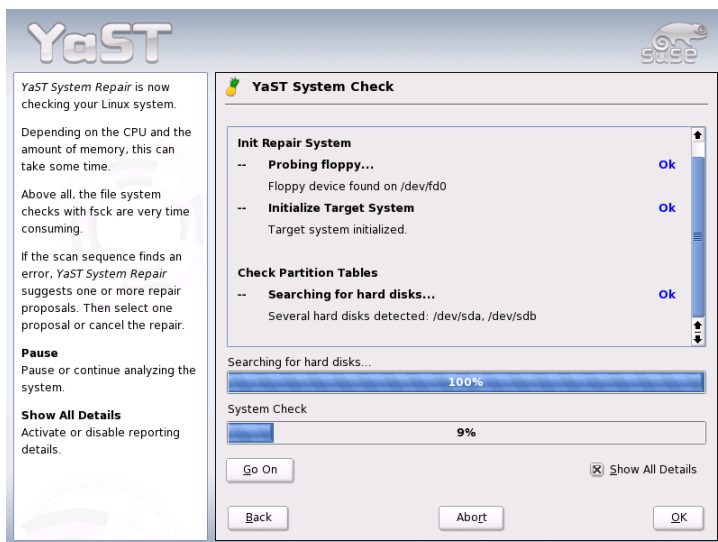 YaST
suse
YaST System Repair is now
checking your Linux system.
Depending on the CPU and the
amount of memory, this can
take some time.
Above all, the file system
checks with fsck are very time
consuming.
If the scan sequence finds an
error, YaST System Repair
suggests one or more repair
proposals. Then select one
proposal or cancel the repair.
Pause
Pause or continue analyzing the
system.
Show All Details
Activate or disable reporting
details.
YaST System Check
Init Repair System
-- Probing floppy... Ok
Floppy device found on /dev/fd0
-- Initialize Target System Ok
Target system initialized.
Check Partition Tables
-- Searching for hard disks... Ok
Several hard disks detected: /dev/sda, /dev/sdb
Searching for hard disks...
100%
System Check
9%
Go On
Show All Details
Back
Abort
OK